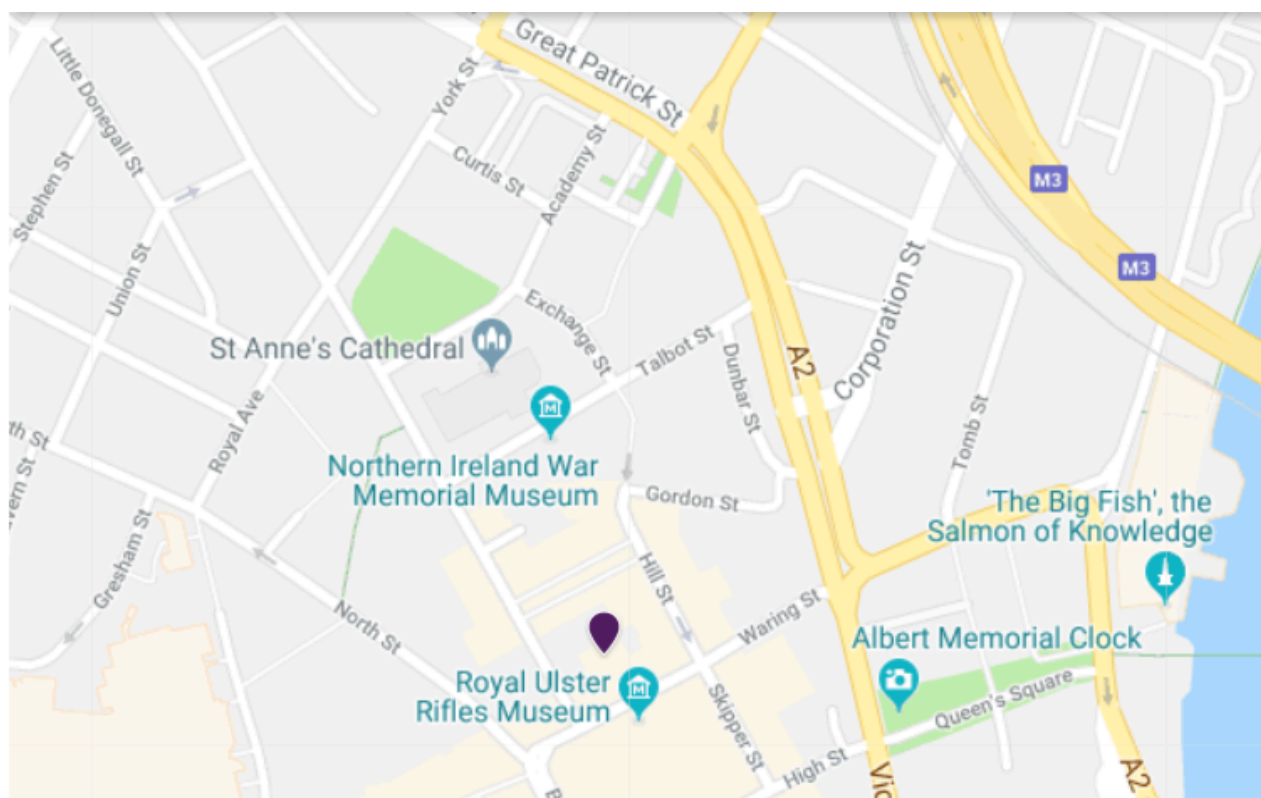 Great Patrick St
Little Donegall St
York St
Academy St
Curtis St
Stephen St
M3
Union St
M3
Exchange St
Corporation St
St Anne's Cathedral
Talbot St
A2
Dunbar St
Royal Ave
Tomb St
Northern Ireland War
Memorial Museum
Gordon St
'The Big Fish', the
Salmon of Knowledge
Gresham St
Hill St
North St
Waring St
Albert Memorial Clock
Royal Ulster
Rifles Museum
Skipper St
Queen's Square
High St
A2